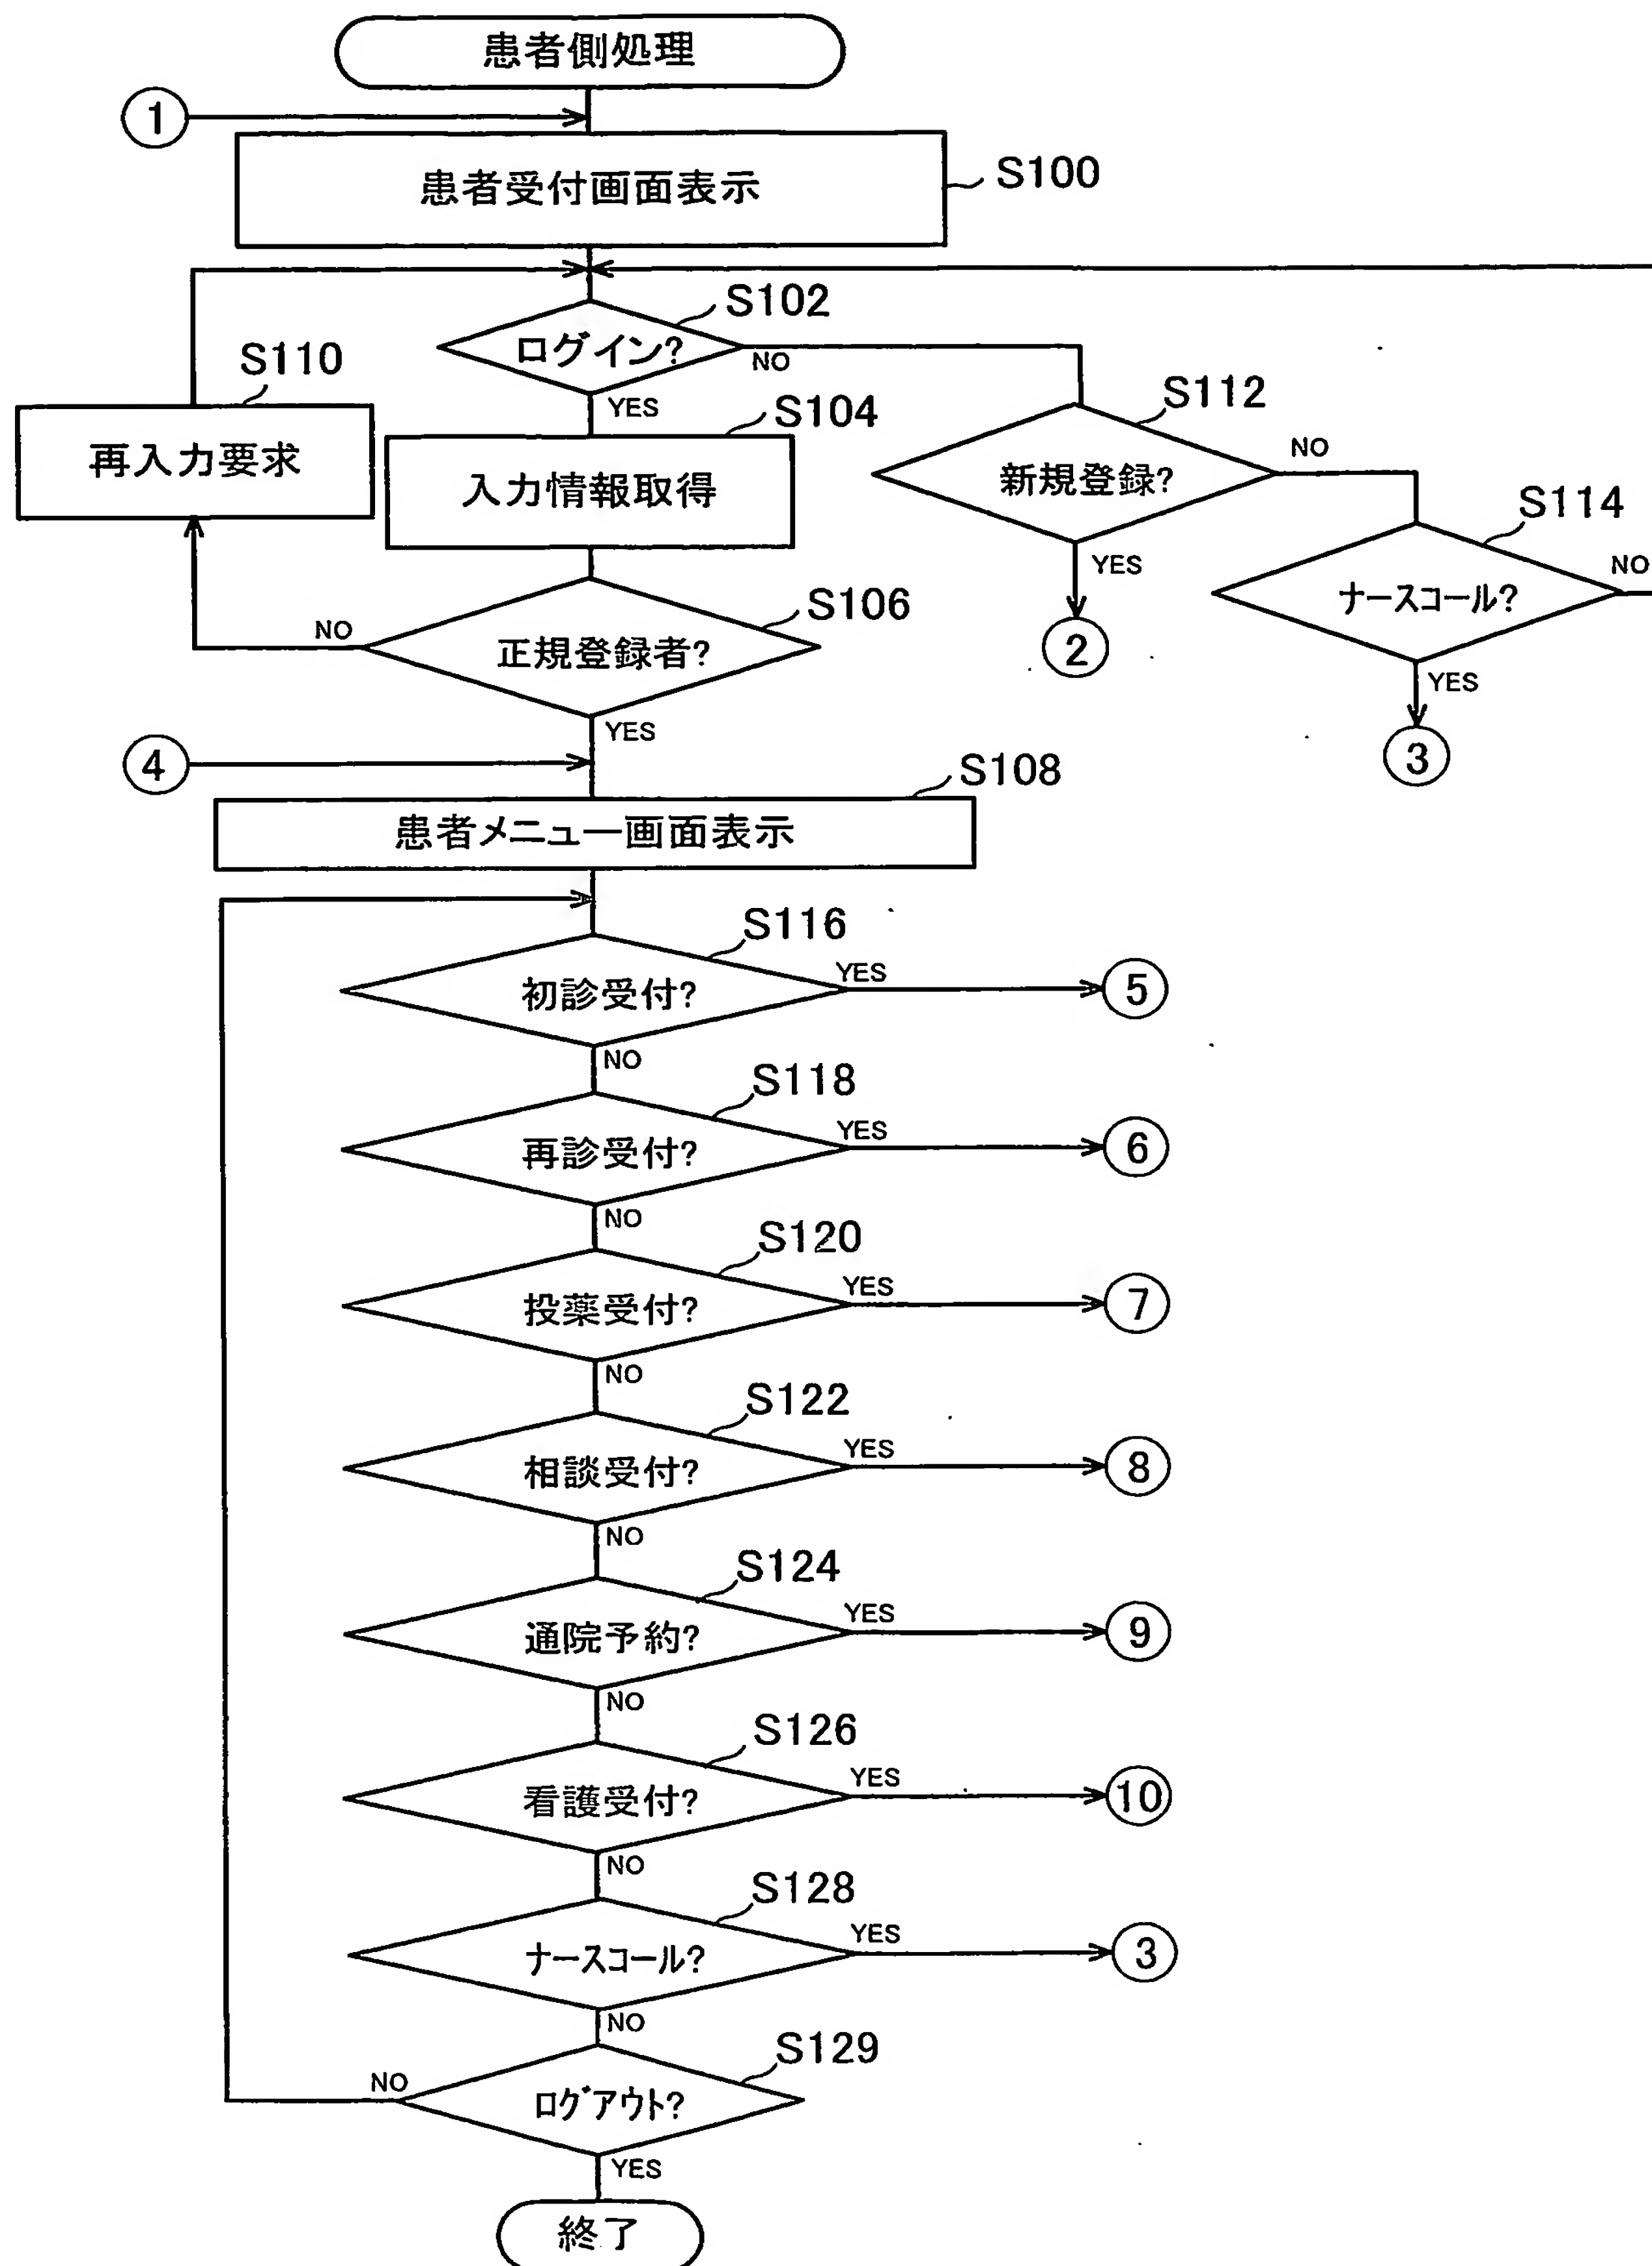 患者側処理
①
患者受付画面表示
S100
S102
ログイン?
NO
YES
S110
再入力要求
S104
入力情報取得
S112
新規登録?
NO
YES
②
S114
ナースコール?
NO
YES
③
S106
正規登録者?
NO
YES
④
S108
患者メニュー画面表示
S116
初診受付?
YES
⑤
NO
S118
再診受付?
YES
⑥
NO
S120
投薬受付?
YES
⑦
NO
S122
相談受付?
YES
⑧
NO
S124
通院予約?
YES
⑨
NO
S126
看護受付?
YES
⑩
NO
S128
ナースコール?
YES
③
NO
S129
ログアウト?
NO
YES
終了